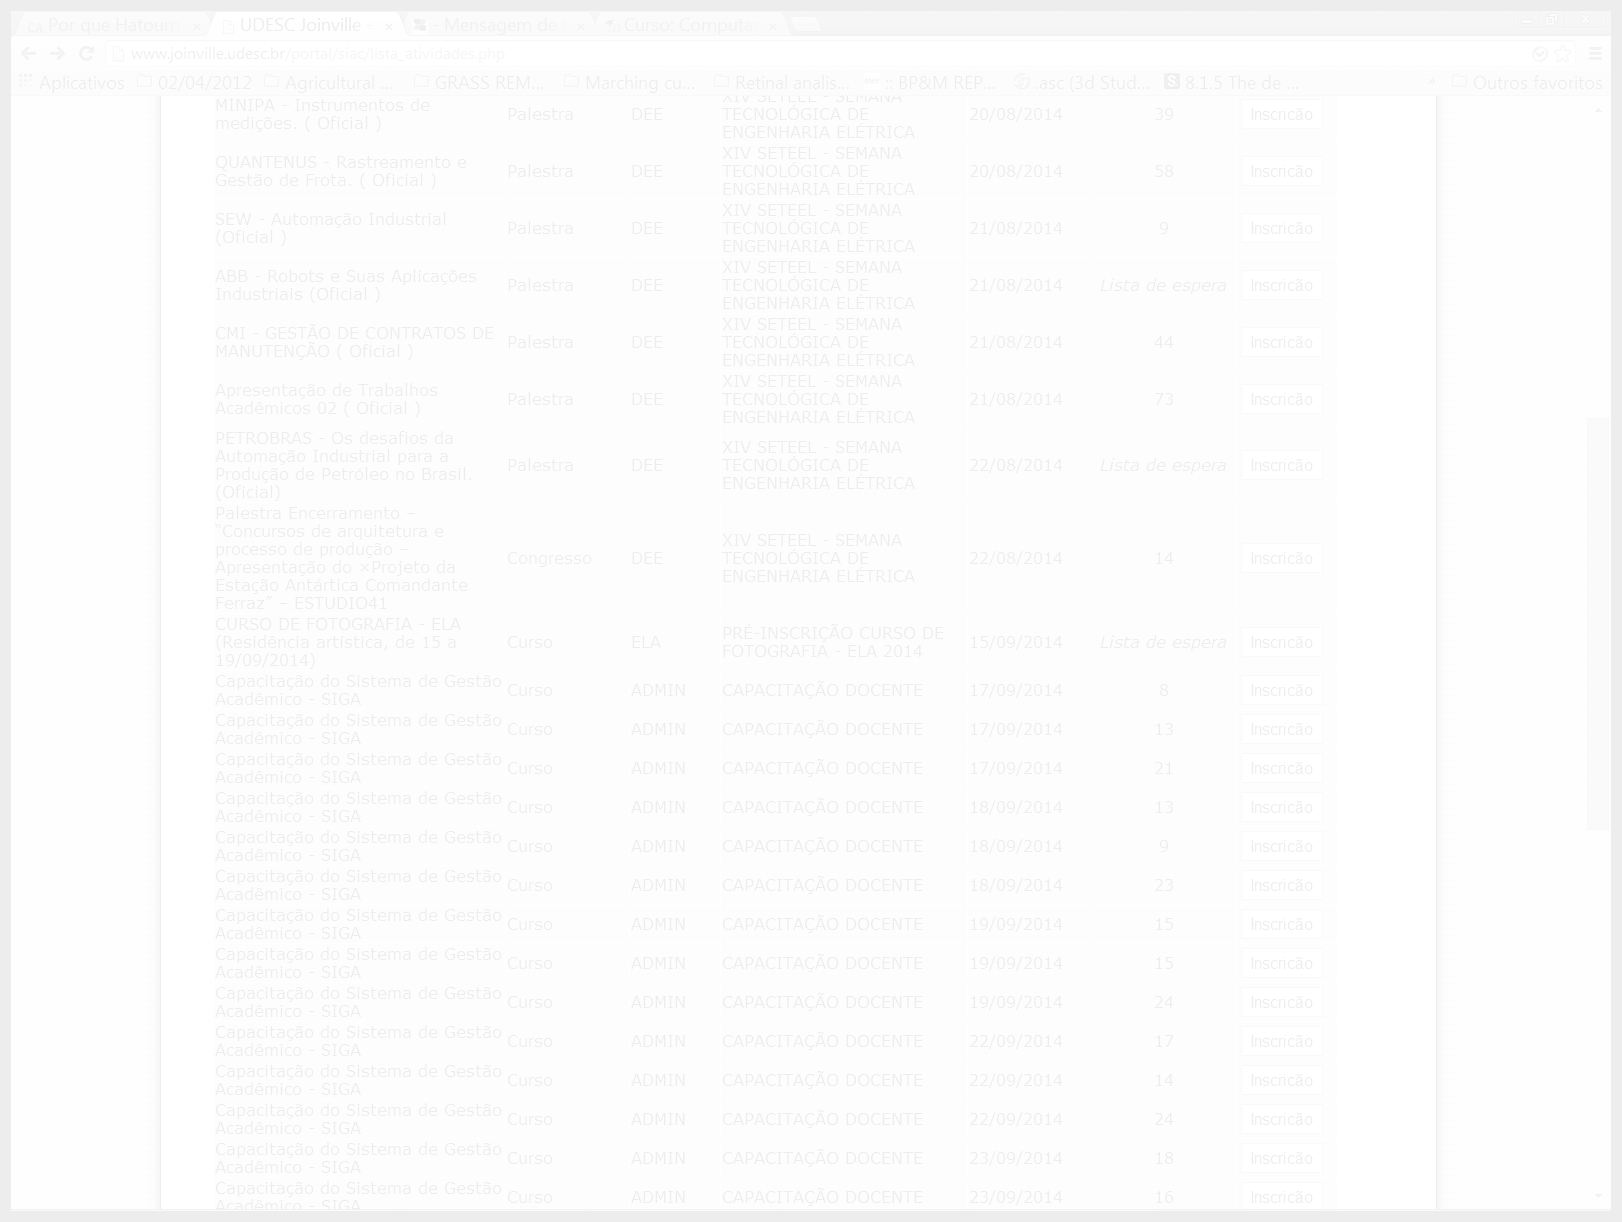 Por que Hatoum × UDESC Joinville - × - Mensagem de × Curso: Computa ×
www.joinville.udesc.br/portal/siac/lista_atividades.php
Aplicativos 02/04/2012 Agricultural ... GRASS REM... Marching cu... Retinal analis... :: BP&M REP... .asc (3d Stud... 8.1.5 The de ... » Outros favoritos
MINIPA - Instrumentos de
medições. ( Oficial )
Palestra DEE
XIV SETEEL - SEMANA
TECNOLÓGICA DE
ENGENHARIA ELÉTRICA
20/08/2014 39 Inscricão
QUANTENUS - Rastreamento e
Gestão de Frota. ( Oficial )
Palestra DEE
XIV SETEEL - SEMANA
TECNOLÓGICA DE
ENGENHARIA ELÉTRICA
20/08/2014 58 Inscricão
SEW - Automação Industrial
(Oficial )
Palestra DEE
XIV SETEEL - SEMANA
TECNOLÓGICA DE
ENGENHARIA ELÉTRICA
21/08/2014 9 Inscricão
ABB - Robots e Suas Aplicações
Industriais (Oficial )
Palestra DEE
XIV SETEEL - SEMANA
TECNOLÓGICA DE
ENGENHARIA ELÉTRICA
21/08/2014 Lista de espera Inscricão
CMI - GESTÃO DE CONTRATOS DE
MANUTENÇÃO ( Oficial )
Palestra DEE
XIV SETEEL - SEMANA
TECNOLÓGICA DE
ENGENHARIA ELÉTRICA
21/08/2014 44 Inscricão
Apresentação de Trabalhos
Acadêmicos 02 ( Oficial )
Palestra DEE
XIV SETEEL - SEMANA
TECNOLÓGICA DE
ENGENHARIA ELÉTRICA
21/08/2014 73 Inscricão
PETROBRAS - Os desafios da
Automação Industrial para a
Produção de Petróleo no Brasil.
(Oficial)
Palestra DEE
XIV SETEEL - SEMANA
TECNOLÓGICA DE
ENGENHARIA ELÉTRICA
22/08/2014 Lista de espera Inscricão
Palestra Encerramento –
“Concursos de arquitetura e
processo de produção –
Apresentação do ×Projeto da
Estação Antártica Comandante
Ferraz” – ESTUDIO41
Congresso DEE
XIV SETEEL - SEMANA
TECNOLÓGICA DE
ENGENHARIA ELÉTRICA
22/08/2014 14 Inscricão
CURSO DE FOTOGRAFIA - ELA
(Residência artística, de 15 a
19/09/2014)
Curso ELA
PRÉ-INSCRIÇÃO CURSO DE
FOTOGRAFIA - ELA 2014
15/09/2014 Lista de espera Inscricão
Capacitação do Sistema de Gestão
Acadêmico - SIGA
Curso ADMIN CAPACITAÇÃO DOCENTE 17/09/2014 8 Inscricão
Capacitação do Sistema de Gestão
Acadêmico - SIGA
Curso ADMIN CAPACITAÇÃO DOCENTE 17/09/2014 13 Inscricão
Capacitação do Sistema de Gestão
Acadêmico - SIGA
Curso ADMIN CAPACITAÇÃO DOCENTE 17/09/2014 21 Inscricão
Capacitação do Sistema de Gestão
Acadêmico - SIGA
Curso ADMIN CAPACITAÇÃO DOCENTE 18/09/2014 13 Inscricão
Capacitação do Sistema de Gestão
Acadêmico - SIGA
Curso ADMIN CAPACITAÇÃO DOCENTE 18/09/2014 9 Inscricão
Capacitação do Sistema de Gestão
Acadêmico - SIGA
Curso ADMIN CAPACITAÇÃO DOCENTE 18/09/2014 23 Inscricão
Capacitação do Sistema de Gestão
Acadêmico - SIGA
Curso ADMIN CAPACITAÇÃO DOCENTE 19/09/2014 15 Inscricão
Capacitação do Sistema de Gestão
Acadêmico - SIGA
Curso ADMIN CAPACITAÇÃO DOCENTE 19/09/2014 15 Inscricão
Capacitação do Sistema de Gestão
Acadêmico - SIGA
Curso ADMIN CAPACITAÇÃO DOCENTE 19/09/2014 24 Inscricão
Capacitação do Sistema de Gestão
Acadêmico - SIGA
Curso ADMIN CAPACITAÇÃO DOCENTE 22/09/2014 17 Inscricão
Capacitação do Sistema de Gestão
Acadêmico - SIGA
Curso ADMIN CAPACITAÇÃO DOCENTE 22/09/2014 14 Inscricão
Capacitação do Sistema de Gestão
Acadêmico - SIGA
Curso ADMIN CAPACITAÇÃO DOCENTE 22/09/2014 24 Inscricão
Capacitação do Sistema de Gestão
Acadêmico - SIGA
Curso ADMIN CAPACITAÇÃO DOCENTE 23/09/2014 18 Inscricão
Capacitação do Sistema de Gestão
Acadêmico - SIGA
Curso ADMIN CAPACITAÇÃO DOCENTE 23/09/2014 16 Inscricão